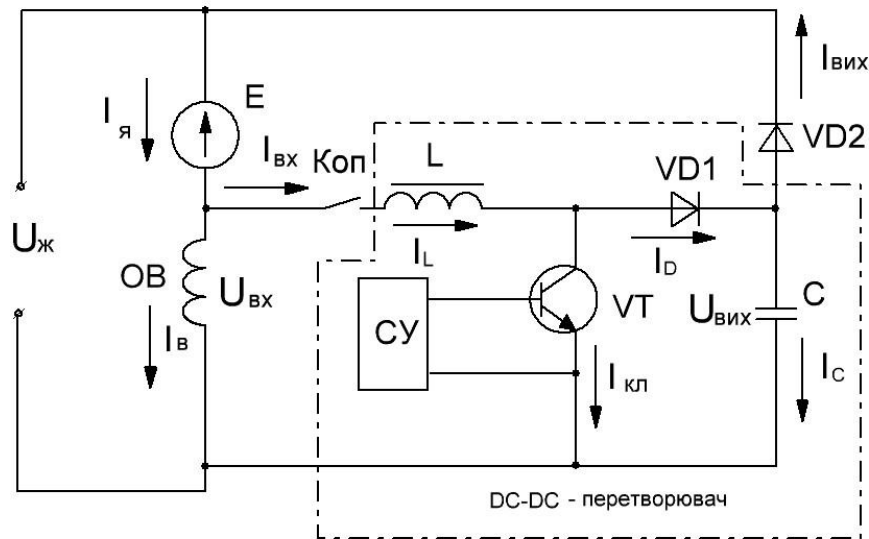 Iвих
E
Iя
Iвх
Коп
L
VD1
VD2
Uж
ОВ
Uвх
IL
ID
Iв
СУ
VT
Uвих
C
Iкл
IC
DC-DC - перетворювач